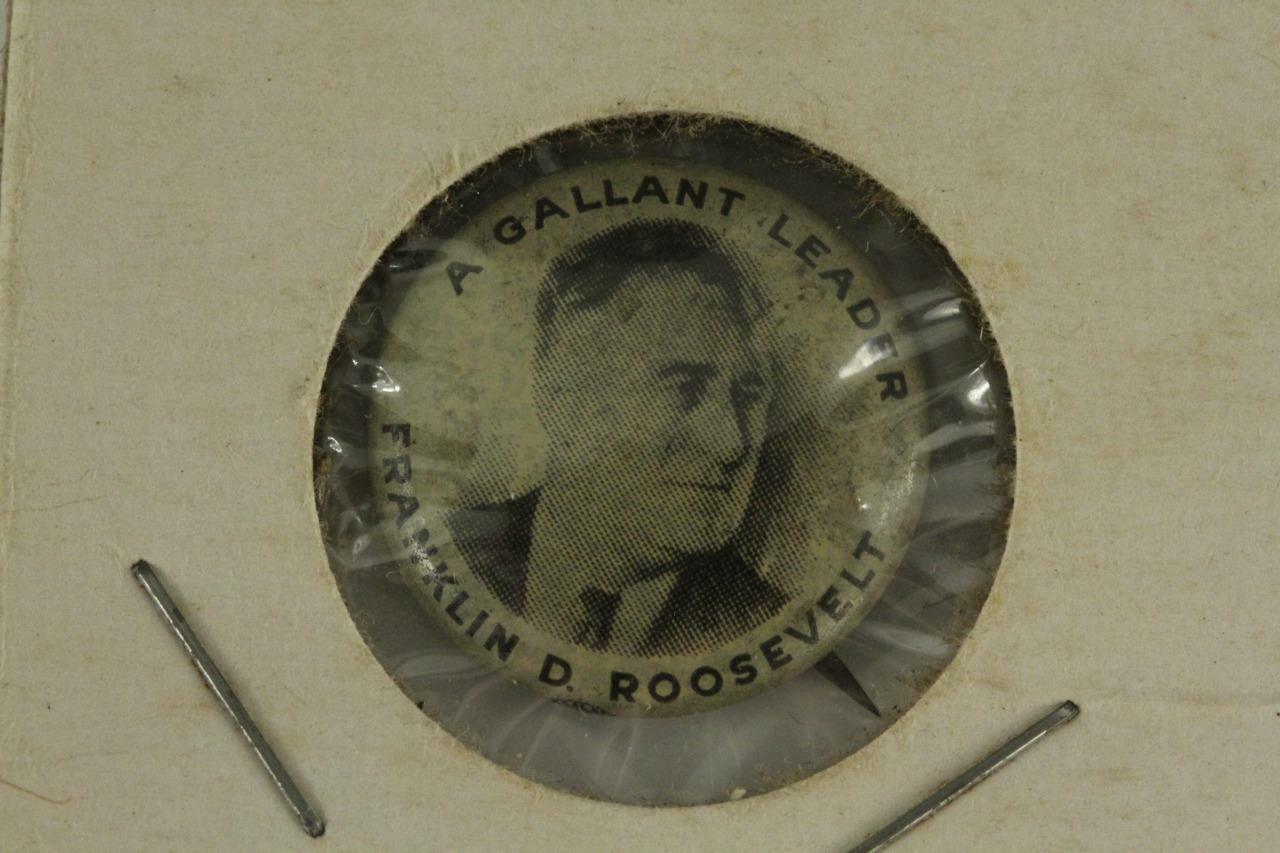 A GALLANT LEADER
FRANKLIN D. ROOSEVELT